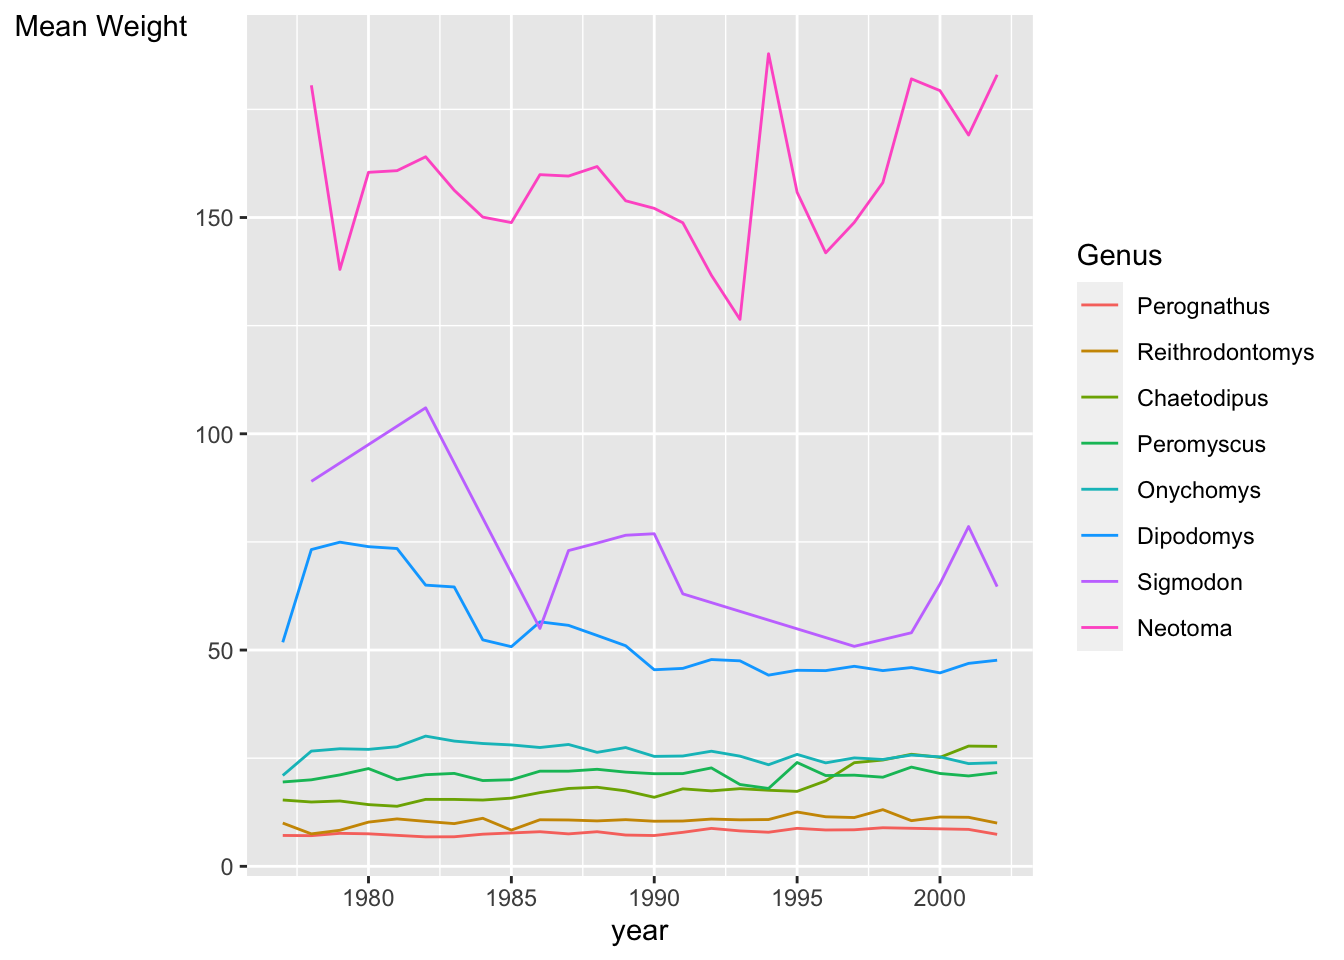 Mean Weight
150
100
50
0
1980 1985 1990 1995 2000
year
Genus
Perognathus
Reithrodontomys
Chaetodipus
Peromyscus
Onychomys
Dipodomys
Sigmodon
Neotoma